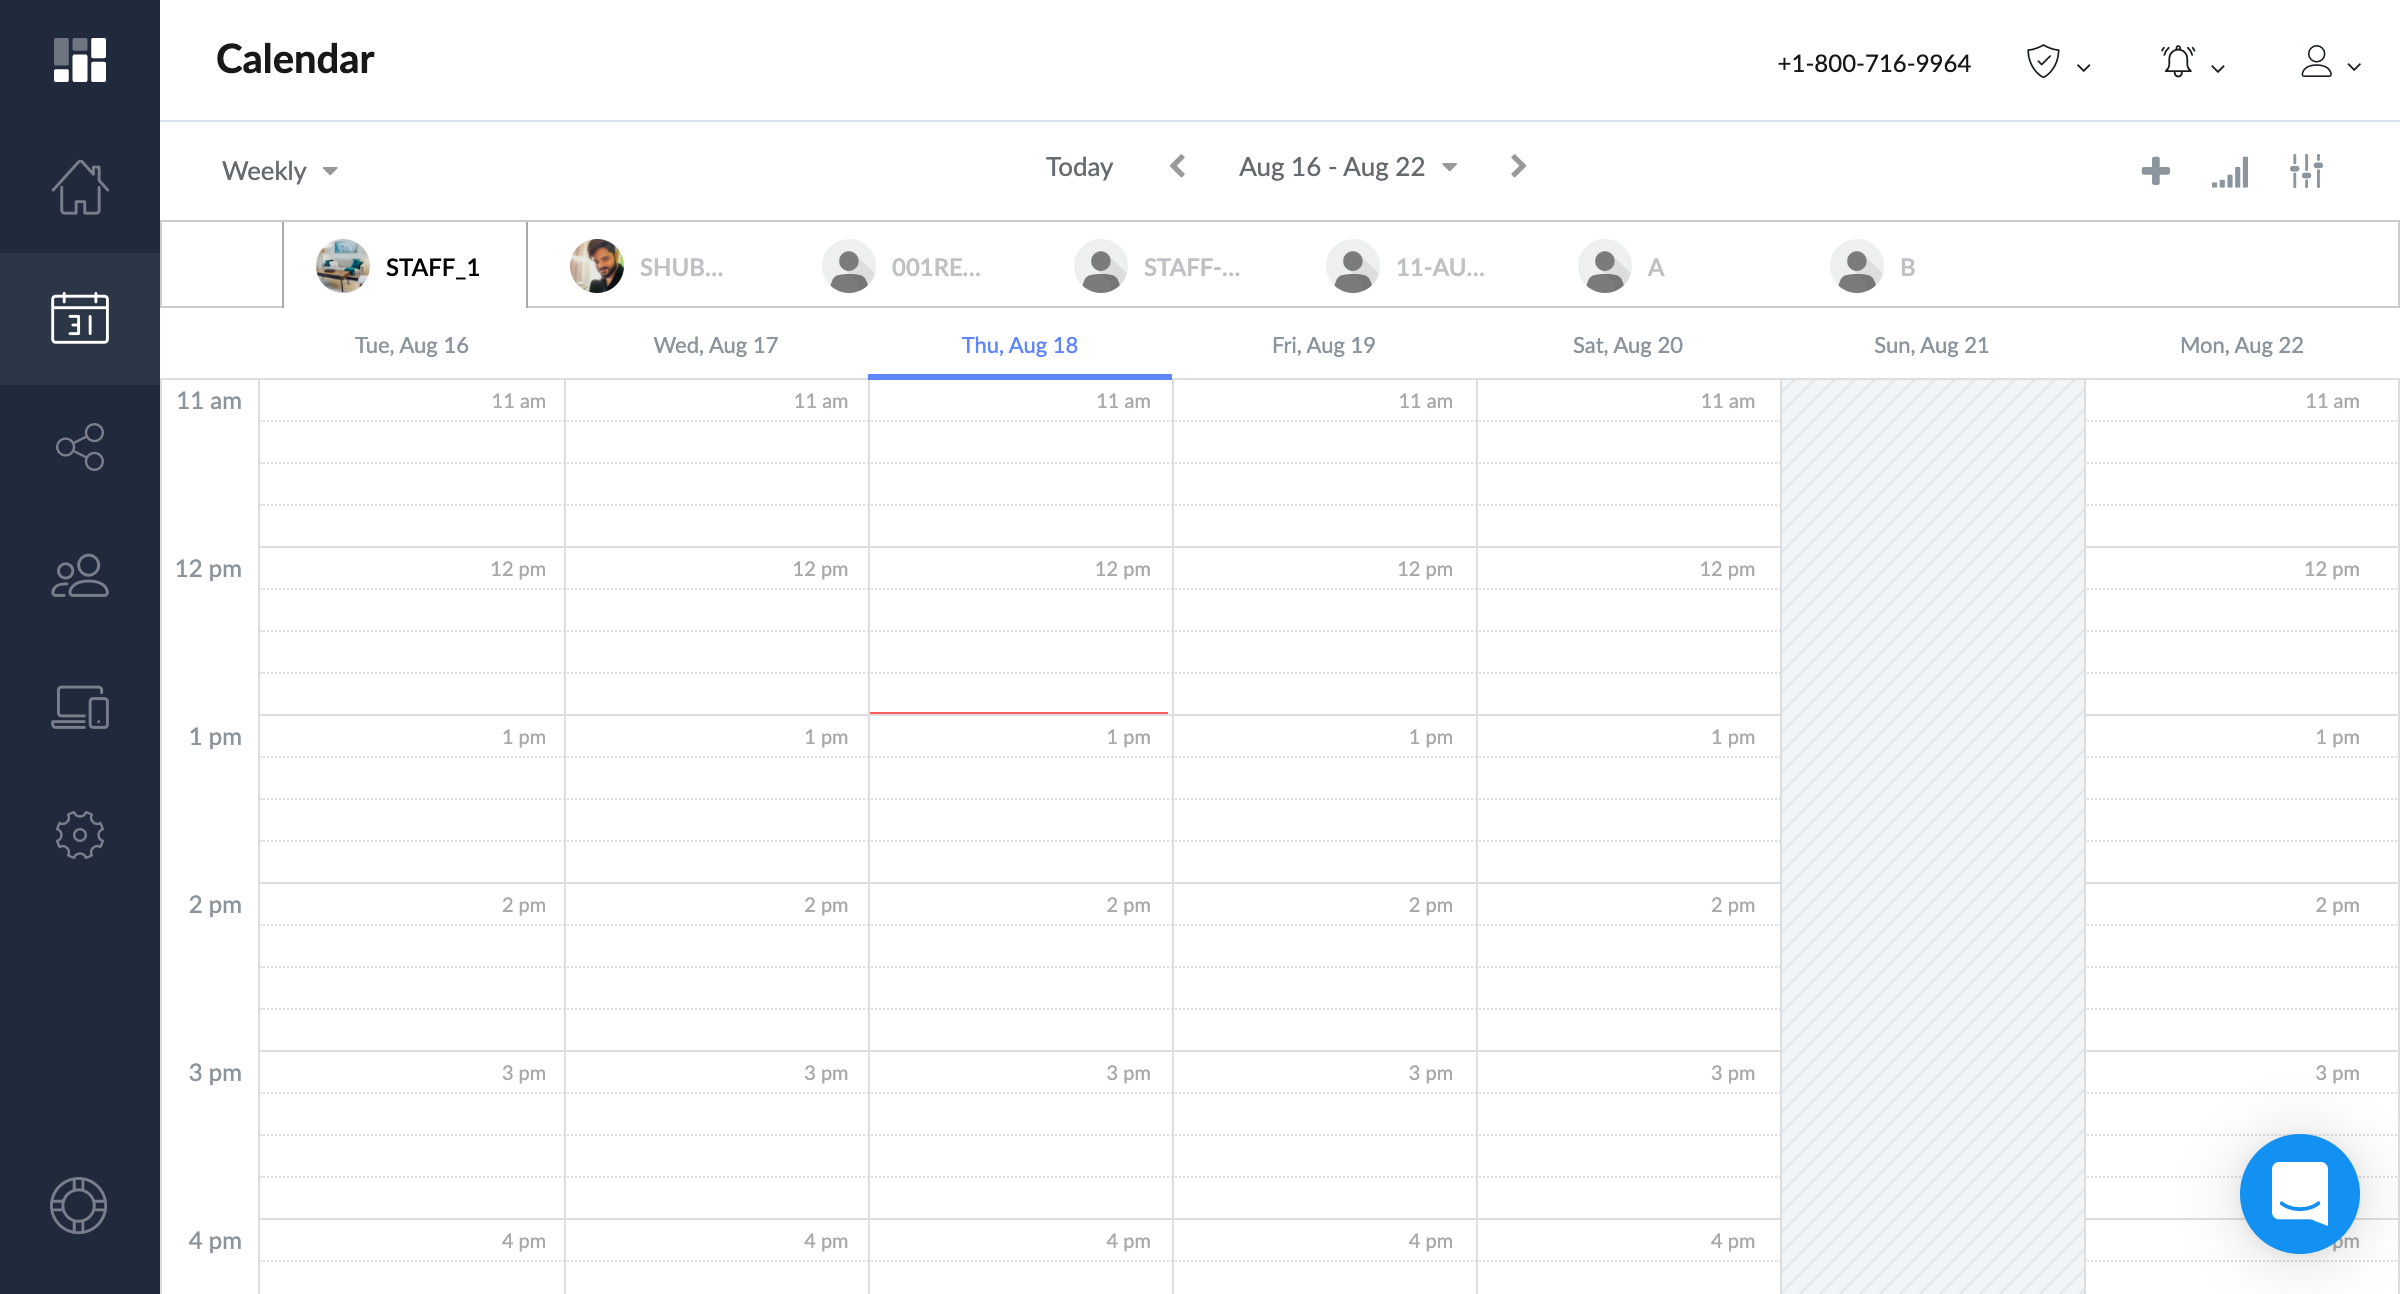 Calendar
+1-800-716-9964
Weekly
Today
Aug 16 - Aug 22
STAFF_1
SHUB...
001RE...
STAFF-...
11-AU...
A
B
31
Tue, Aug 16
Wed, Aug 17
Thu, Aug 18
Fri, Aug 19
Sat, Aug 20
Sun, Aug 21
Mon, Aug 22
11 am 11 am 11 am 11 am 11 am 11 am 11 am
12 pm 12 pm 12 pm 12 pm 12 pm 12 pm 12 pm
1 pm 1 pm 1 pm 1 pm 1 pm 1 pm 1 pm
2 pm 2 pm 2 pm 2 pm 2 pm 2 pm 2 pm
3 pm 3 pm 3 pm 3 pm 3 pm 3 pm 3 pm
4 pm 4 pm 4 pm 4 pm 4 pm 4 pm pm